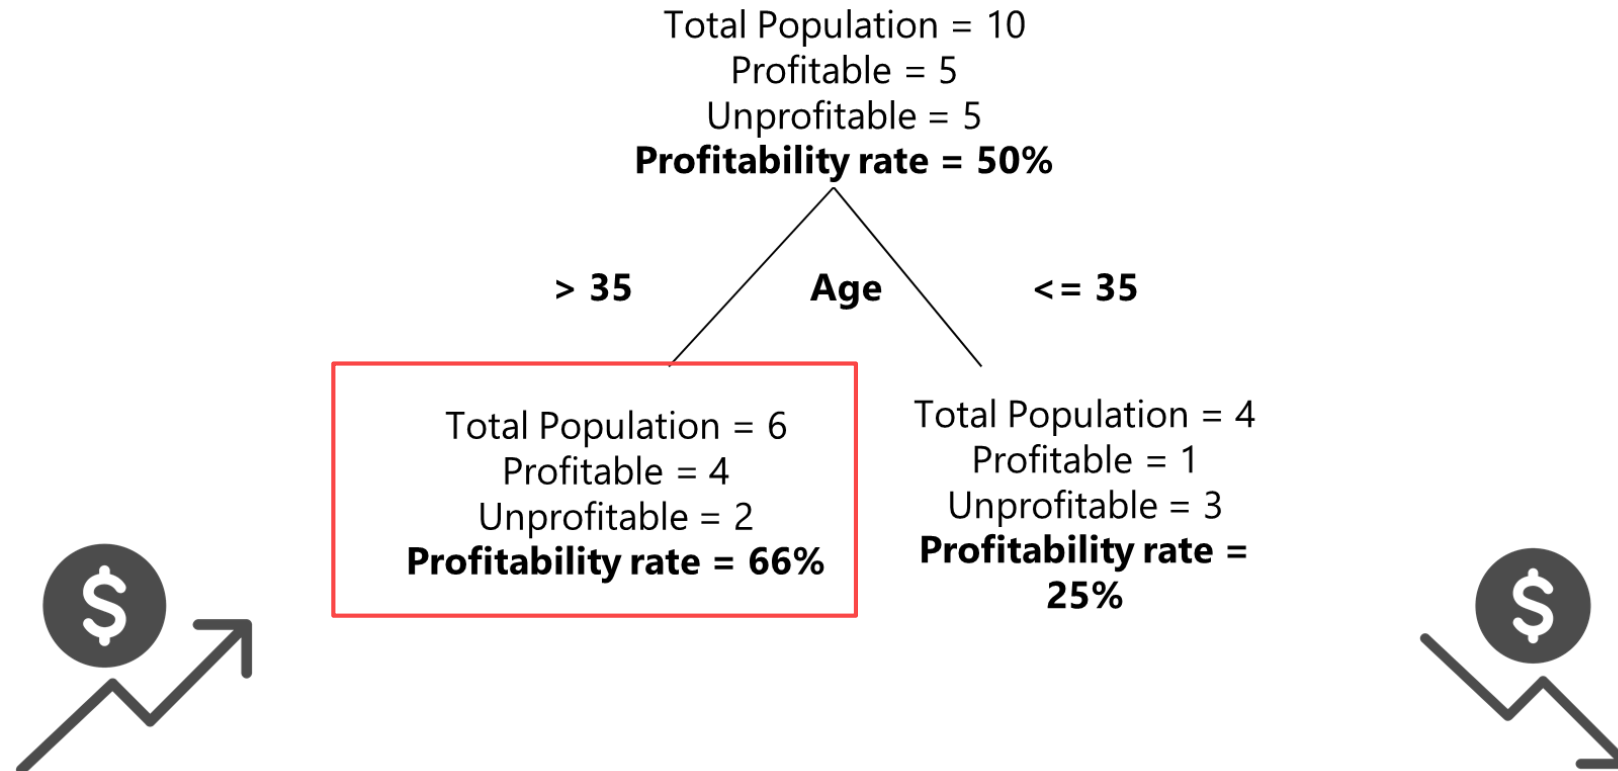 Total Population = 10
Profitable = 5
Unprofitable = 5
Profitability rate = 50%
> 35
Age
<= 35
Total Population = 6
Profitable = 4
Unprofitable = 2
Profitability rate = 66%
Total Population = 4
Profitable = 1
Unprofitable = 3
Profitability rate =
25%
$
$